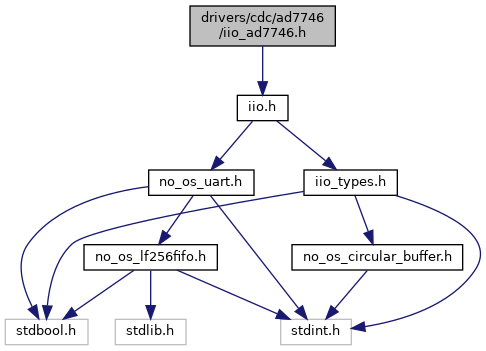 drivers/cdc/ad7746
/iio_ad7746.h
iio.h
no_os_uart.h
iio_types.h
no_os_lf256fifo.h
no_os_circular_buffer.h
stdbool.h
stdlib.h
stdint.h